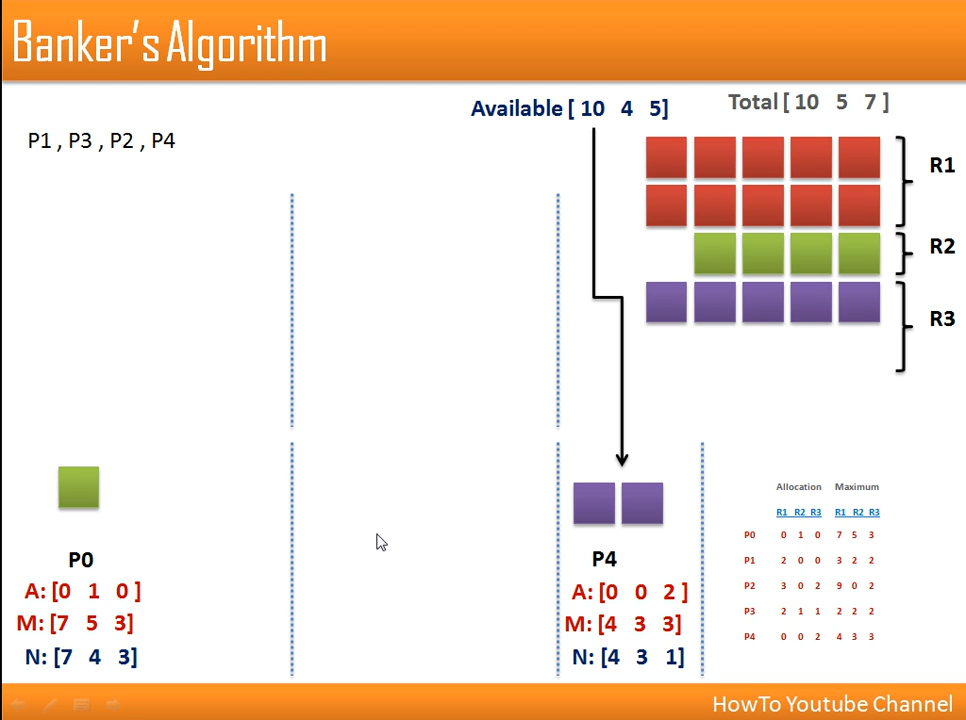 Banker's Algorithm
Available [ 10 4 5]
Total [ 10 5 7 ]
P1 , P3 , P2 , P4
R1
R2
R3
P0
A: [0 1 0 ]
M: [7 5 3]
N: [7 4 3]
P4
A: [0 0 2 ]
M: [4 3 3]
N: [4 3 1]
Allocation Maximum
R1 R2 R3 R1 R2 R3
P0 0 1 0 7 5 3
P1 2 0 0 3 2 2
P2 3 0 2 9 0 2
P3 2 1 1 2 2 2
P4 0 0 2 4 3 3
HowTo Youtube Channel